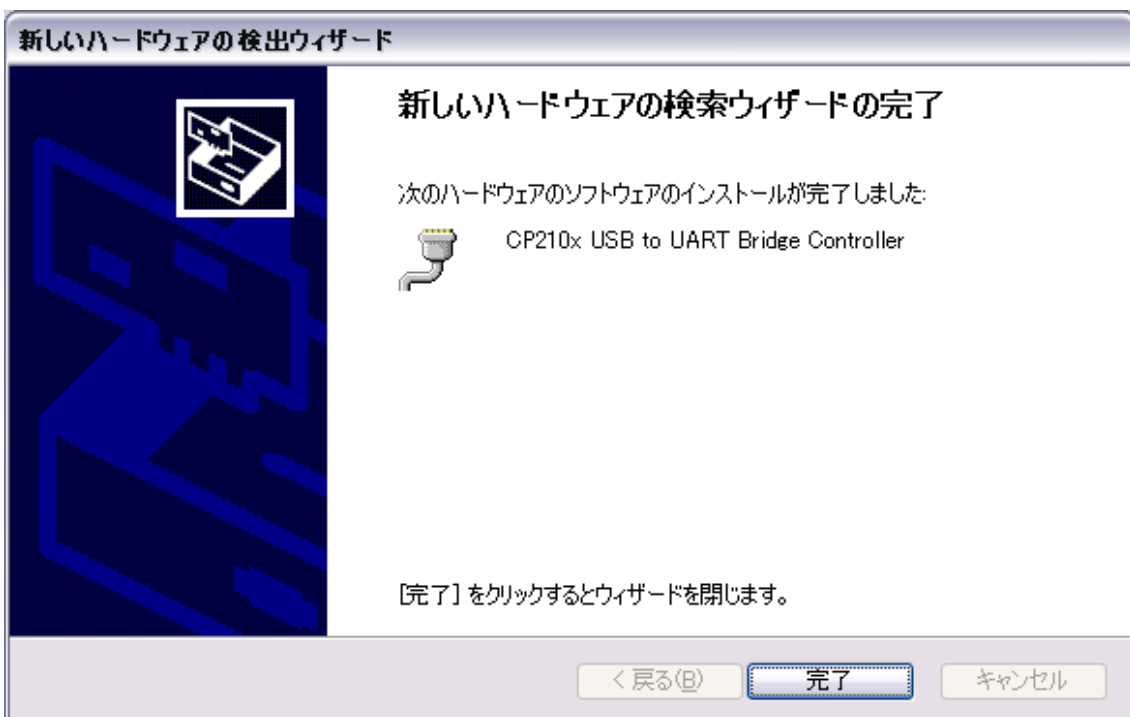 新しいハードウェアの検出ウィザード
新しいハードウェアの検索ウィザードの完了
次のハードウェアのソフトウェアのインストールが完了しました:
CP210x USB to UART Bridge Controller
[完了] をクリックするとウィザードを閉じます。
< 戻る(B) 完了 キャンセル